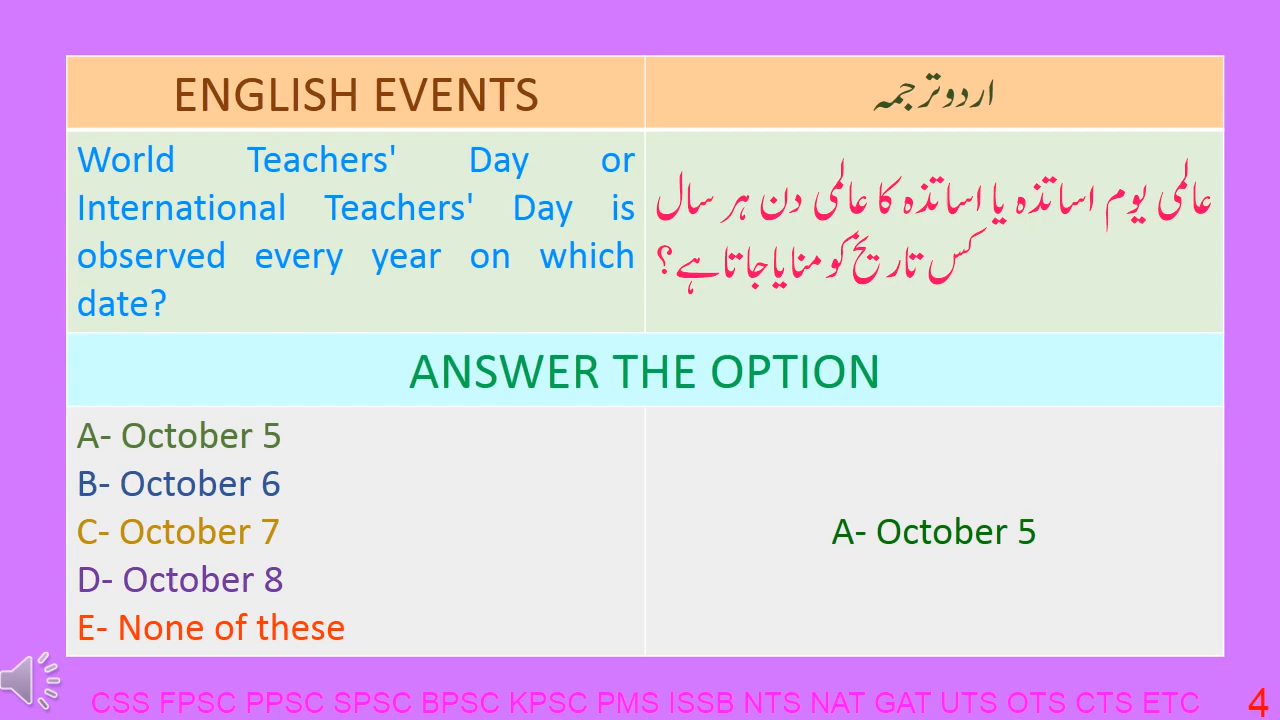 ENGLISH EVENTS
اردو ترجمہ
World Teachers' Day or
International Teachers' Day is
observed every year on which
date?
عالمی یوم اساتذہ یا اساتذہ کا عالمی دن ہر سال
کس تاریخ کو منایا جاتا ہے؟
ANSWER THE OPTION
A- October 5
B- October 6
C- October 7
D- October 8
E- None of these
A- October 5
CSS FPSC PPSC SPSC BPSC KPSC PMS ISSB NTS NAT GAT UTS OTS CTS ETC
4